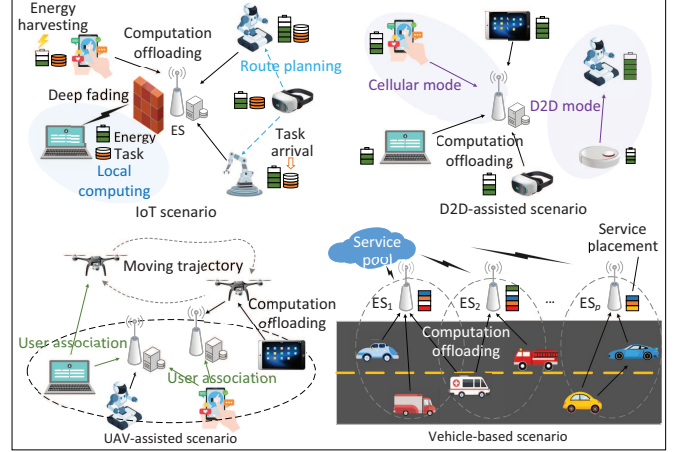 Energy
harvesting
Computation
offloading
Route planning
Deep fading
ES
Energy
Task
Local
computing
Task
arrival
IoT scenario
Cellular mode
D2D mode
Computation
offloading
D2D-assisted scenario
Moving trajectory
Computation
offloading
User association
User association
UAV-assisted scenario
Service
pool
Service
placement
ES1
ES2
...
ESp
Computation
offloading
Vehicle-based scenario